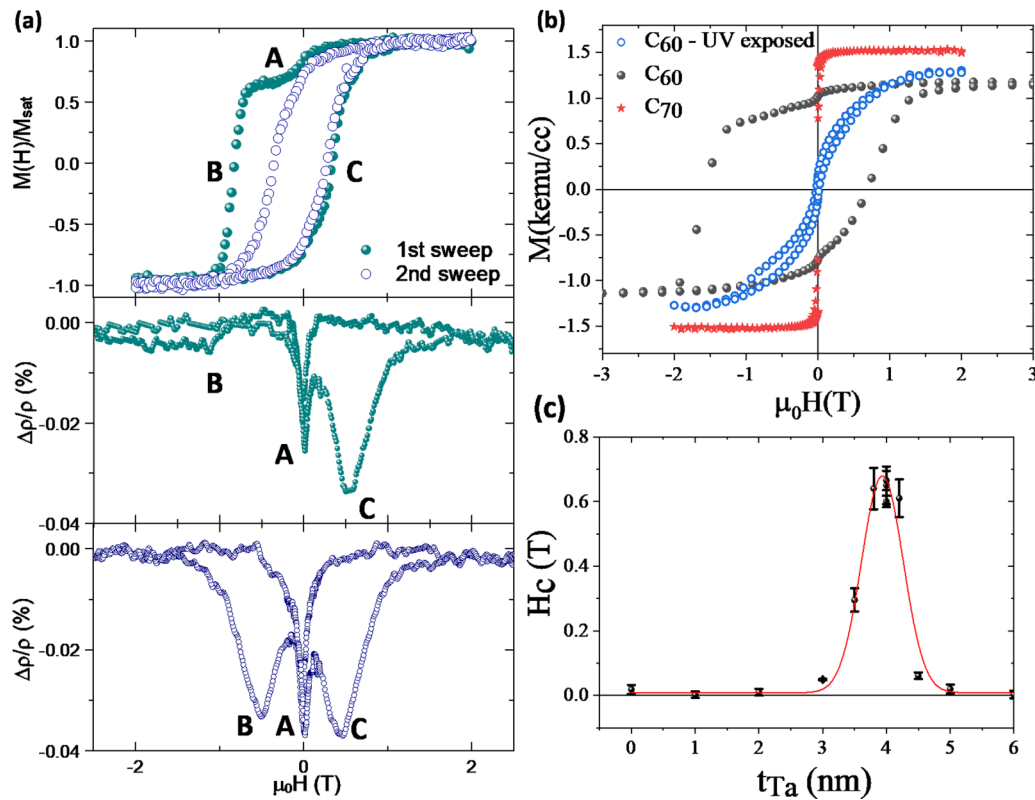 (a)
M(H)/M_sat
1.0
0.5
0.0
-0.5
-1.0
A
B
C
1st sweep
2nd sweep
Δρ/ρ (%)
0.00
-0.02
-0.04
B
A
C
Δρ/ρ (%)
0.00
-0.02
-0.04
B
A
C
-2 0 2
μ₀H (T)
(b)
C₆₀ - UV exposed
C₆₀
C₇₀
M(kemu/cc)
1.5
1.0
0.5
0.0
-0.5
-1.0
-1.5
-3 -2 -1 0 1 2 3
μ₀H(T)
(c)
H_C (T)
0.8
0.6
0.4
0.2
0.0
0 1 2 3 4 5 6
t_Ta (nm)